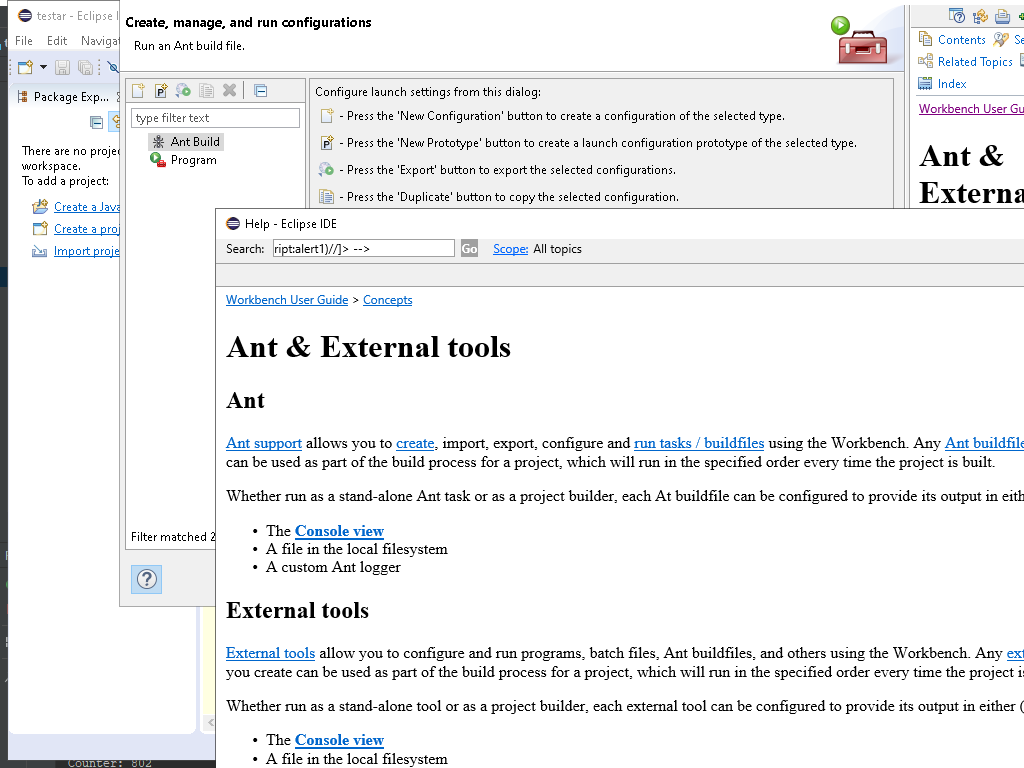 testar - Eclipse I
File Edit Navigat
Package Exp...
There are no projec
workspace.
To add a project:
Create a Java
Create a proj
Import proje
Create, manage, and run configurations
Run an Ant build file.
type filter text
Ant Build
Program
Filter matched 2
Configure launch settings from this dialog:
- Press the 'New Configuration' button to create a configuration of the selected type.
- Press the 'New Prototype' button to create a launch configuration prototype of the selected type.
- Press the 'Export' button to export the selected configurations.
- Press the 'Duplicate' button to copy the selected configuration.
Contents Se
Related Topics
Index
Workbench User Gu
Ant &
Externa
Help - Eclipse IDE
Search: ript:alert1)//]> --> Go Scope: All topics
Workbench User Guide > Concepts
Ant & External tools
Ant
Ant support allows you to create, import, export, configure and run tasks / buildfiles using the Workbench. Any Ant buildfile
can be used as part of the build process for a project, which will run in the specified order every time the project is built.
Whether run as a stand-alone Ant task or as a project builder, each At buildfile can be configured to provide its output in eith
• The Console view
• A file in the local filesystem
• A custom Ant logger
External tools
External tools allow you to configure and run programs, batch files, Ant buildfiles, and others using the Workbench. Any ext
you create can be used as part of the build process for a project, which will run in the specified order every time the project is
Whether run as a stand-alone tool or as a project builder, each external tool can be configured to provide its output in either (
• The Console view
• A file in the local filesystem
Counter: 802